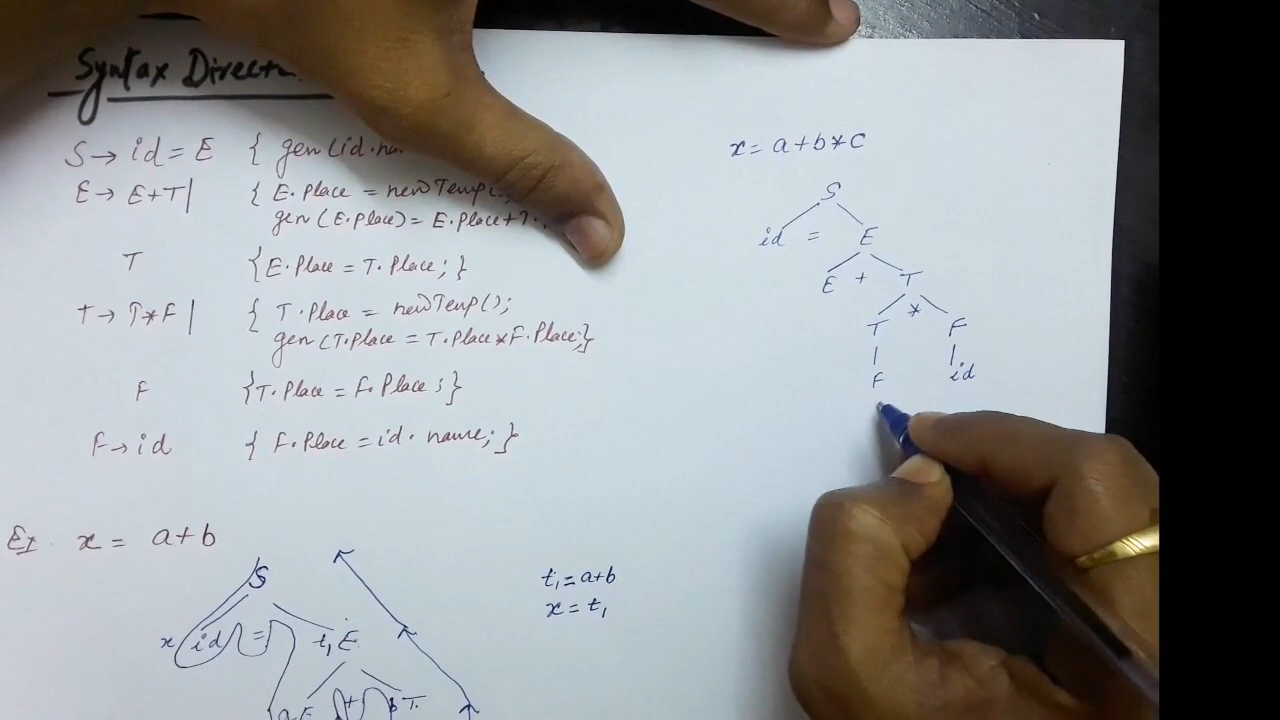 Syntax
S → id = E { gen(id.na
E → E+T| { E.Place = newTemp
gen(E.Place) = E.Place+
T {E.Place = T.Place; }
T → T*F | { T.Place = newTemp();
gen(T.Place = T.Place*F.Place;}
F {T.Place = F.Place;}
F → id { F.Place = id.name; }
Ex. x = a+b
S
x id = t₁ E
a E + T
t₁ = a+b
x = t₁
x = a+b*c
S
id = E
E + T
T * F
F id